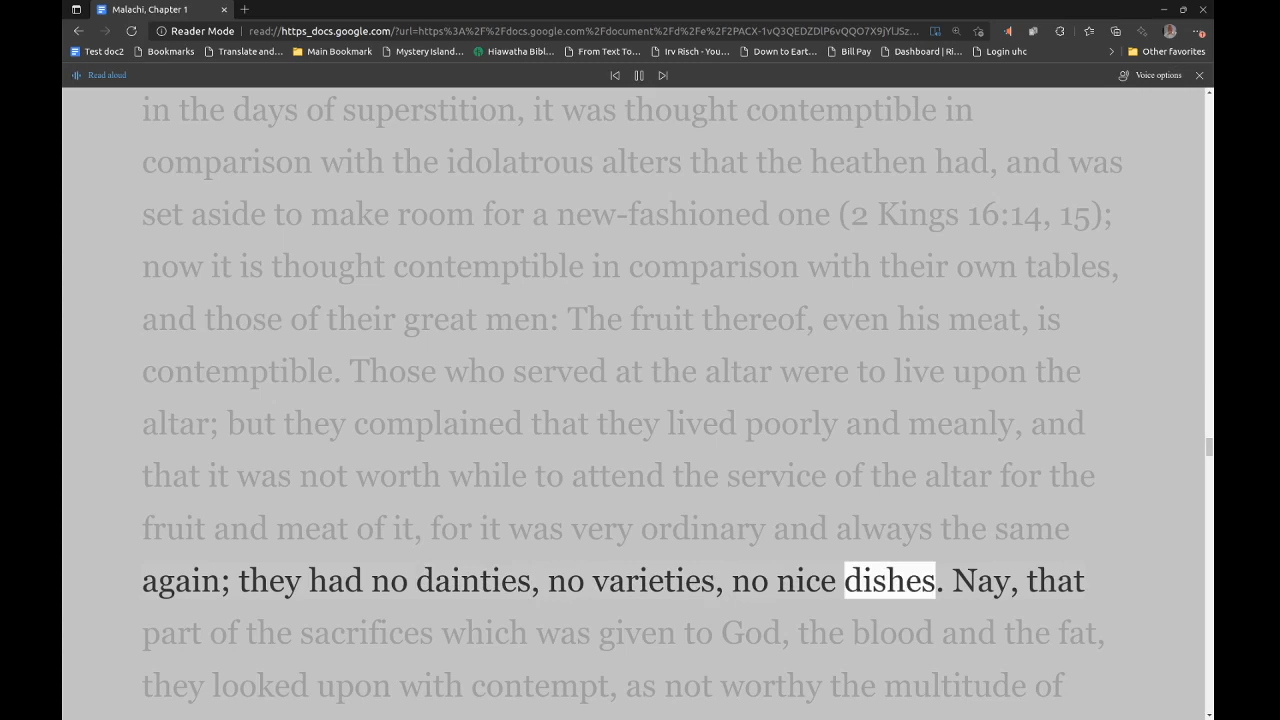 Malachi, Chapter 1
Reader Mode
read://https_docs.google.com/?url=https%3A%2F%2Fdocs.google.com%2Fdocument%2Fd%2Fe%2F2PACX-1vQ3QEDZDlP6vQQO7X9jYlJSz...
Test doc2
Bookmarks
Translate and...
Main Bookmark
Mystery Island...
Hiawatha Bibl...
From Text To...
Irv Risch - You...
Down to Eart...
Bill Pay
Dashboard | Ri...
Login uhc
Other favorites
Read aloud
Voice options
in the days of superstition, it was thought contemptible in
comparison with the idolatrous alters that the heathen had, and was
set aside to make room for a new-fashioned one (2 Kings 16:14, 15);
now it is thought contemptible in comparison with their own tables,
and those of their great men: The fruit thereof, even his meat, is
contemptible. Those who served at the altar were to live upon the
altar; but they complained that they lived poorly and meanly, and
that it was not worth while to attend the service of the altar for the
fruit and meat of it, for it was very ordinary and always the same
again; they had no dainties, no varieties, no nice dishes. Nay, that
part of the sacrifices which was given to God, the blood and the fat,
they looked upon with contempt, as not worthy the multitude of